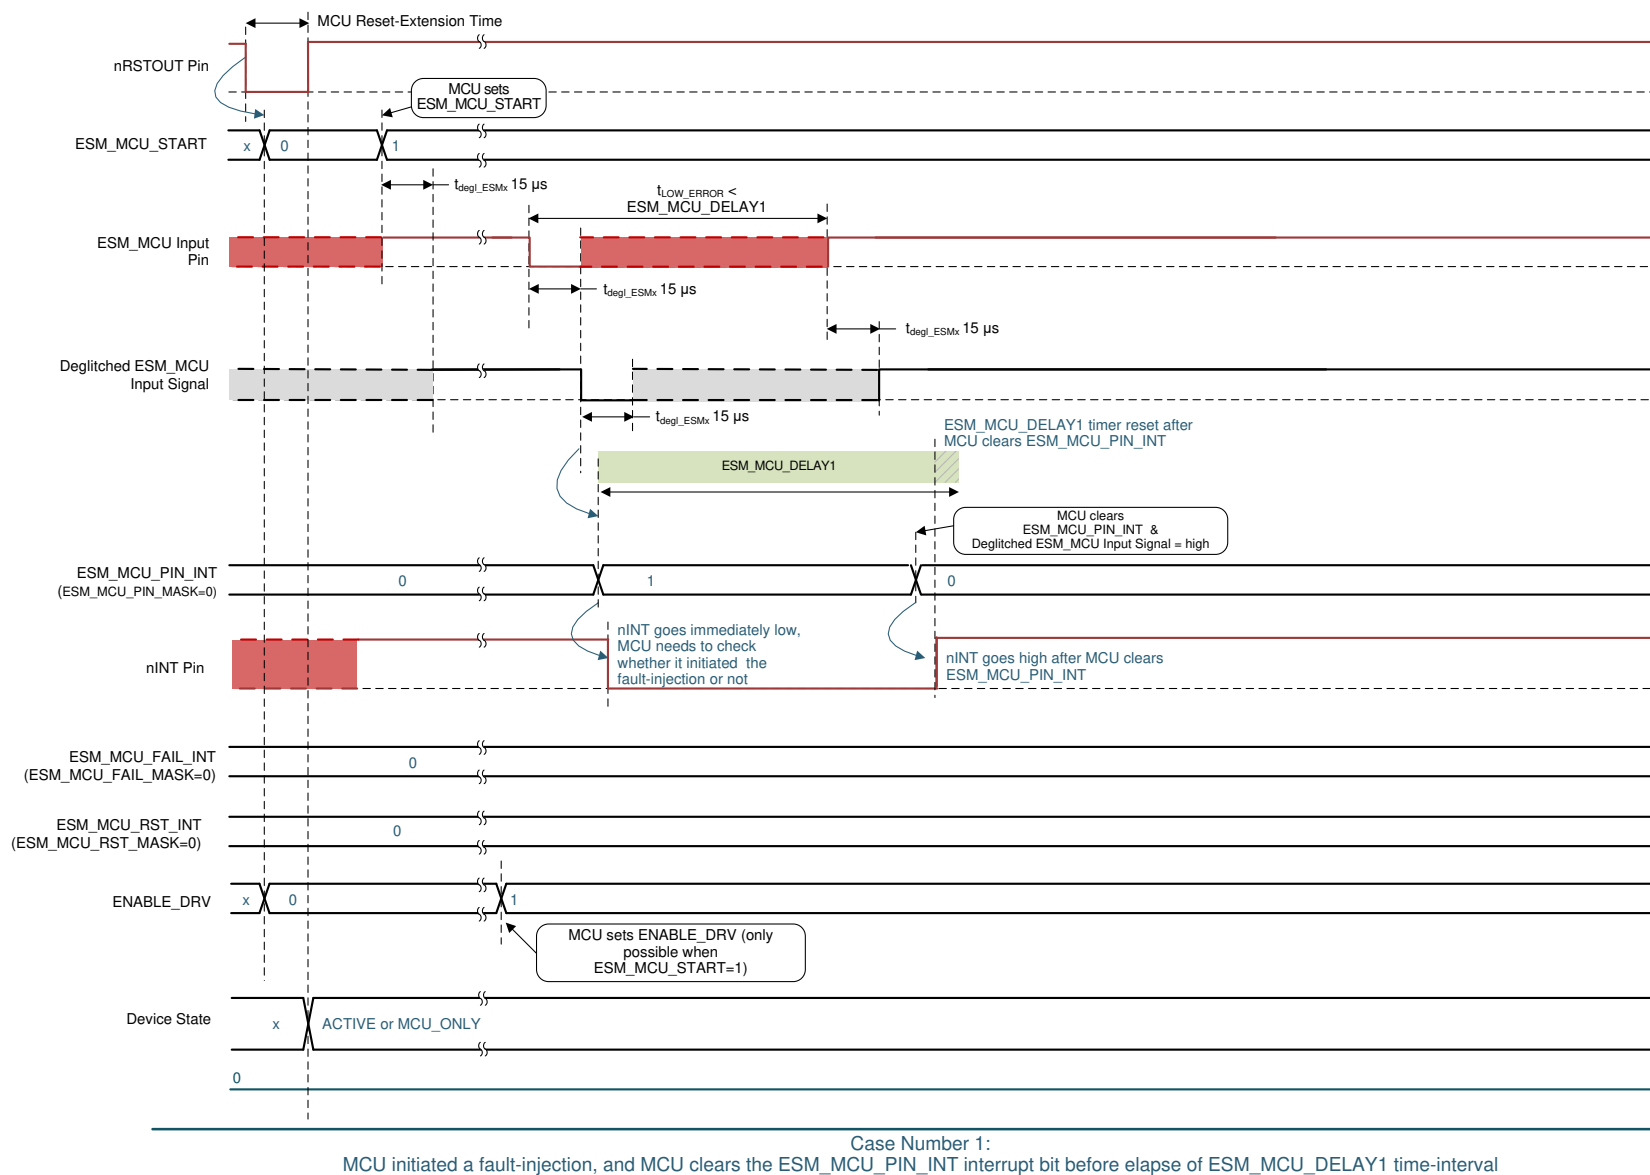 MCU Reset-Extension Time
nRSTOUT Pin
MCU sets
ESM_MCU_START
ESM_MCU_START
x
0
1
tdegl_ESMx 15 µs
tLOW_ERROR <
ESM_MCU_DELAY1
ESM_MCU Input
Pin
tdegl_ESMx 15 µs
tdegl_ESMx 15 µs
Deglitched ESM_MCU
Input Signal
tdegl_ESMx 15 µs
ESM_MCU_DELAY1 timer reset after
MCU clears ESM_MCU_PIN_INT
ESM_MCU_DELAY1
MCU clears
ESM_MCU_PIN_INT &
Deglitched ESM_MCU Input Signal = high
ESM_MCU_PIN_INT
(ESM_MCU_PIN_MASK=0)
0
1
0
nINT goes immediately low,
MCU needs to check
whether it initiated the
fault-injection or not
nINT Pin
nINT goes high after MCU clears
ESM_MCU_PIN_INT
ESM_MCU_FAIL_INT
(ESM_MCU_FAIL_MASK=0)
0
ESM_MCU_RST_INT
(ESM_MCU_RST_MASK=0)
0
ENABLE_DRV
x
0
1
MCU sets ENABLE_DRV (only
possible when
ESM_MCU_START=1)
Device State
x
ACTIVE or MCU_ONLY
0
Case Number 1:
MCU initiated a fault-injection, and MCU clears the ESM_MCU_PIN_INT interrupt bit before elapse of ESM_MCU_DELAY1 time-interval